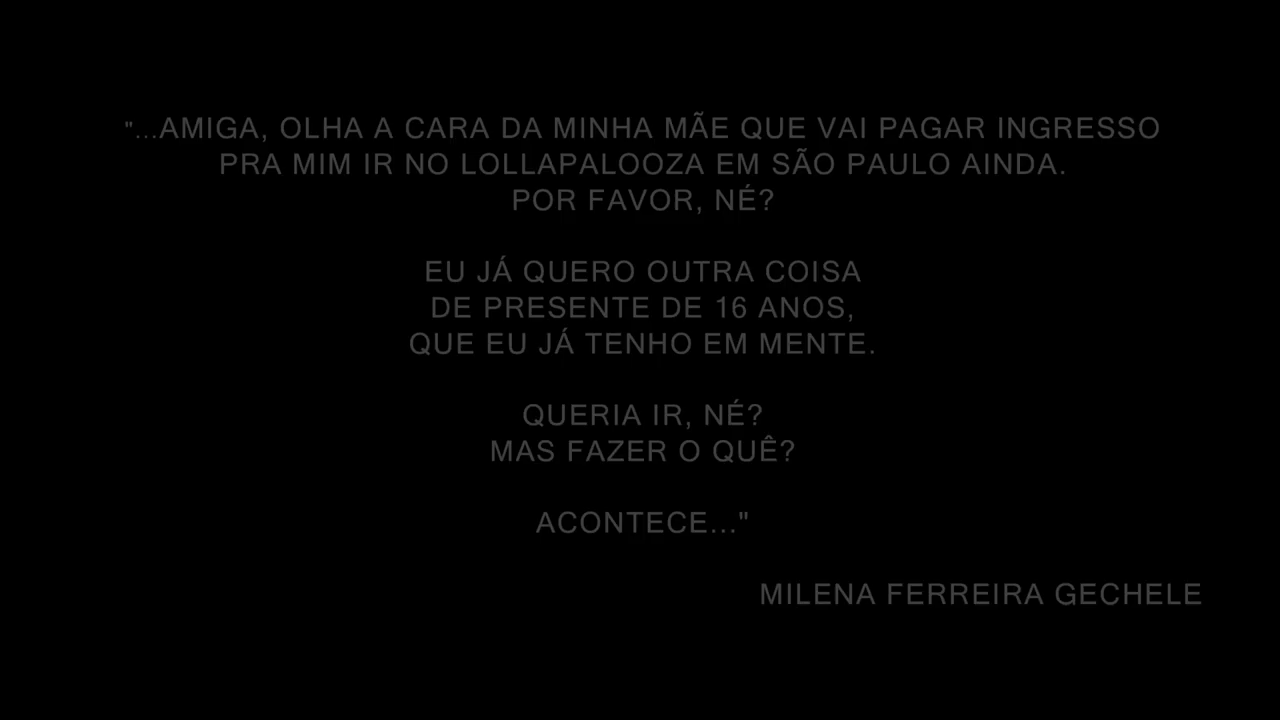 "...AMIGA, OLHA A CARA DA MINHA MÃE QUE VAI PAGAR INGRESSO
PRA MIM IR NO LOLLAPALOOZA EM SÃO PAULO AINDA.
POR FAVOR, NÉ?
EU JÁ QUERO OUTRA COISA
DE PRESENTE DE 16 ANOS,
QUE EU JÁ TENHO EM MENTE.
QUERIA IR, NÉ?
MAS FAZER O QUÊ?
ACONTECE..."
MILENA FERREIRA GECHELE